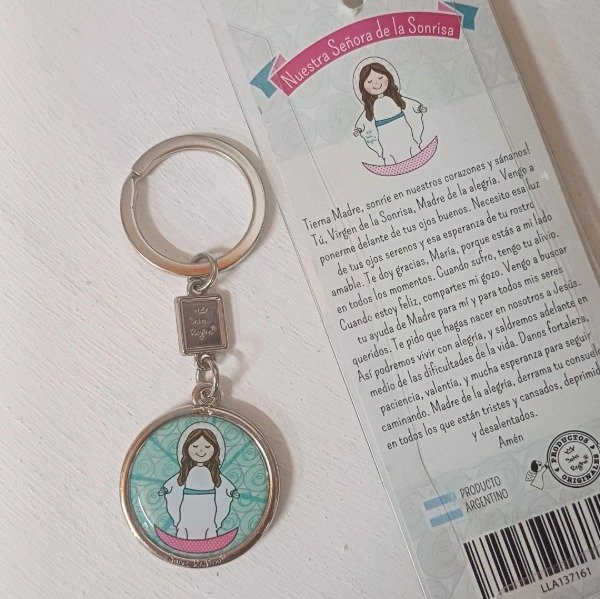 Nuestra Señora de la Sonrisa
Tierna Madre, sonríe en nuestros corazones y sánanos!
Tú, Virgen de la Sonrisa, Madre de la alegría. Vengo a
ponerme delante de tus ojos buenos. Necesito esa luz
de tus ojos serenos y esa esperanza de tu rostro
amable. Te doy gracias, María, porque estás a mi lado
en todos los momentos. Cuando sufro, tengo tu alivio.
Cuando estoy feliz, compartes mi gozo. Vengo a buscar
tu ayuda de Madre para mí y para todos mis seres
queridos. Te pido que hagas nacer en nosotros a Jesús.
Así podremos vivir con alegría, y saldremos adelante en
medio de las dificultades de la vida. Danos fortaleza,
paciencia, valentía, y mucha esperanza para seguir
caminando. Madre de la alegría, derrama tu consuelo
en todos los que están tristes y cansados, deprimid
y desalentados.
Amén
PRODUCTO
ARGENTINO
PRODUCTOS
Salve
Regina
ORIGINALES
LLA137161
Salve
Regina®